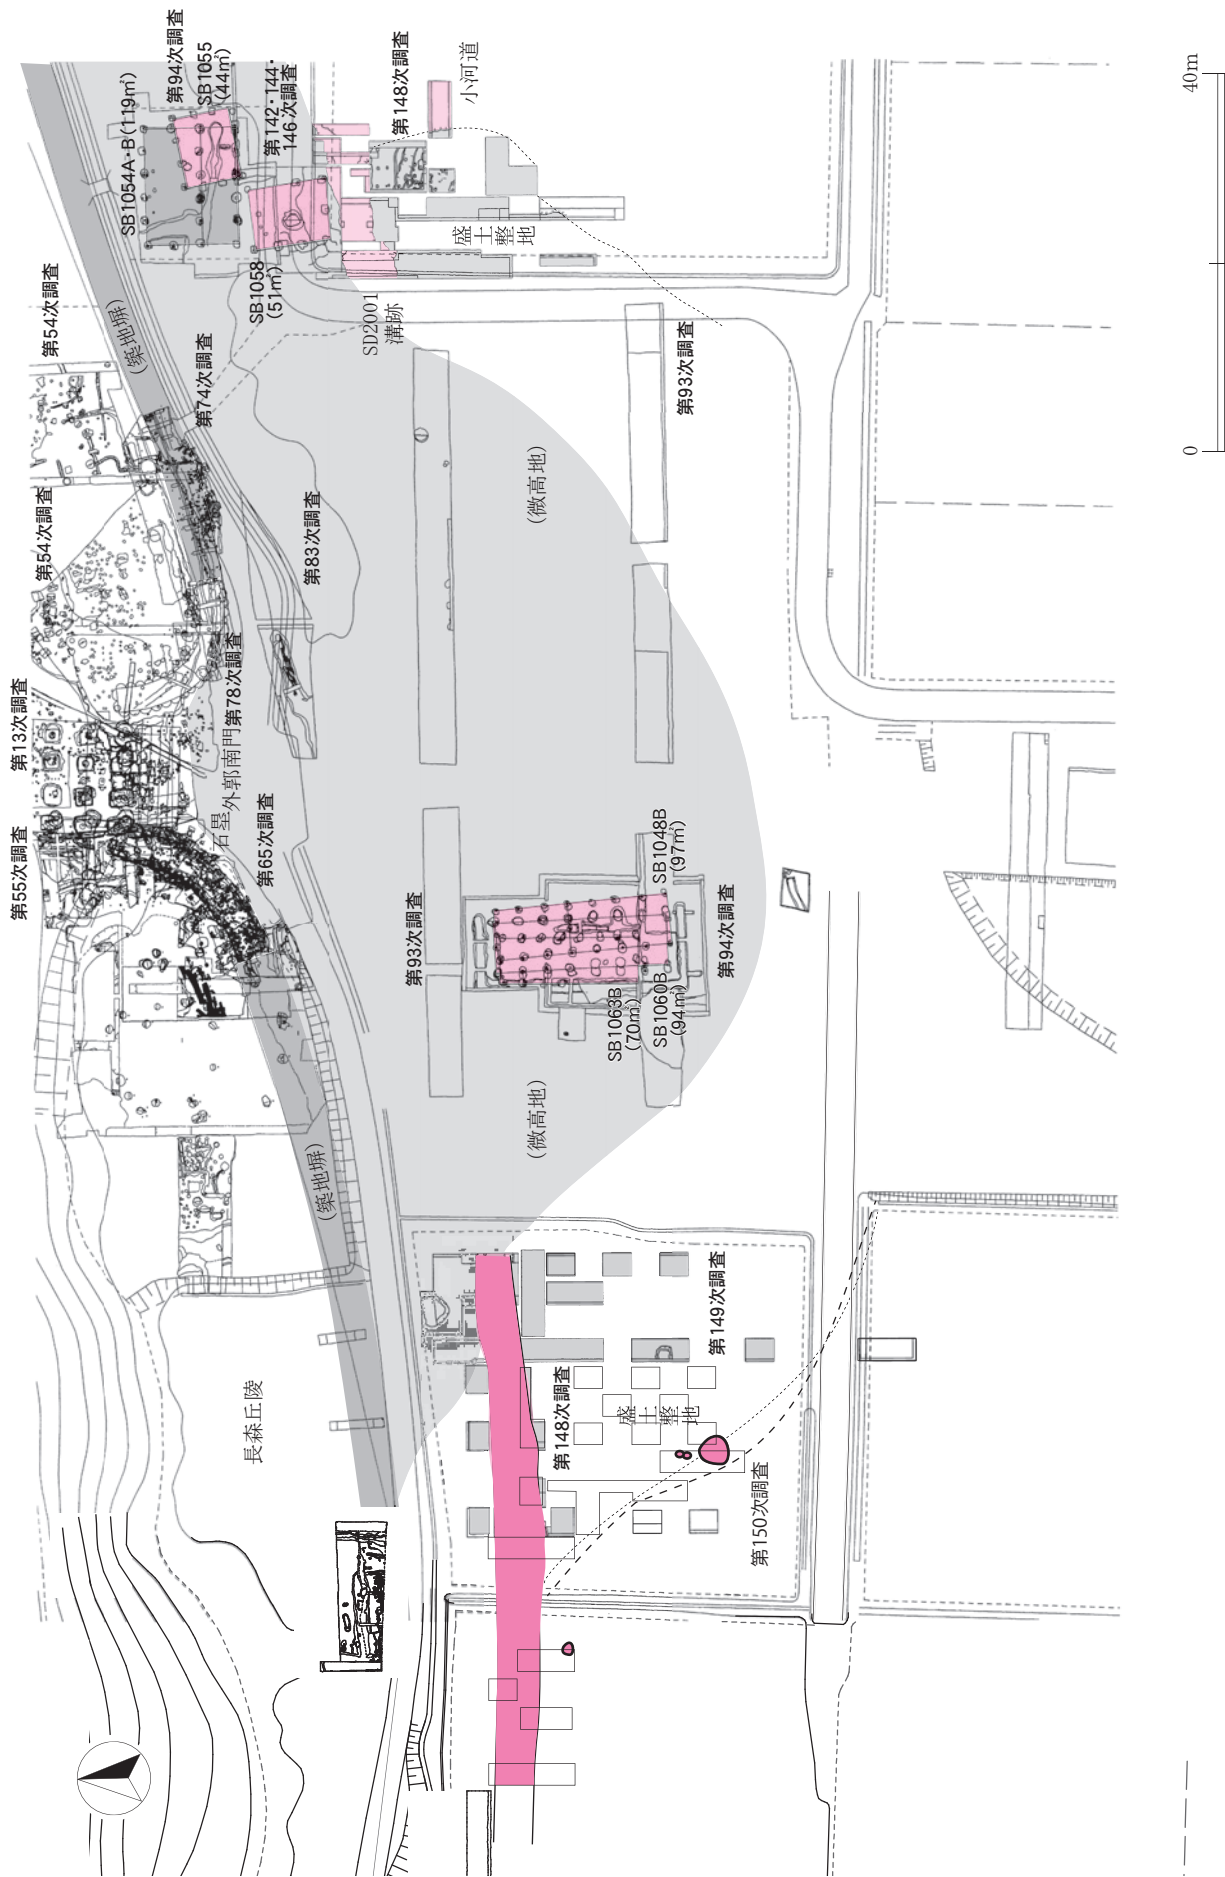 第94次調査
SB1055
(44㎡)
SB1054A・B(119㎡)
第142・144・
146次調査
第148次調査
小河道
40m
盛土整地
SB1058
(51㎡)
SD2001
溝跡
第54次調査
(築地塀)
第74次調査
第93次調査
0
(微高地)
第54次調査
第83次調査
第13次調査
第78次調査
外郭南門
石塁
第55次調査
第65次調査
第93次調査
SB1048B
(97㎡)
第94次調査
SB1063B
(70㎡)
SB1060B
(94㎡)
(微高地)
(築地塀)
長森丘陵
第149次調査
第148次調査
盛土整地
第150次調査